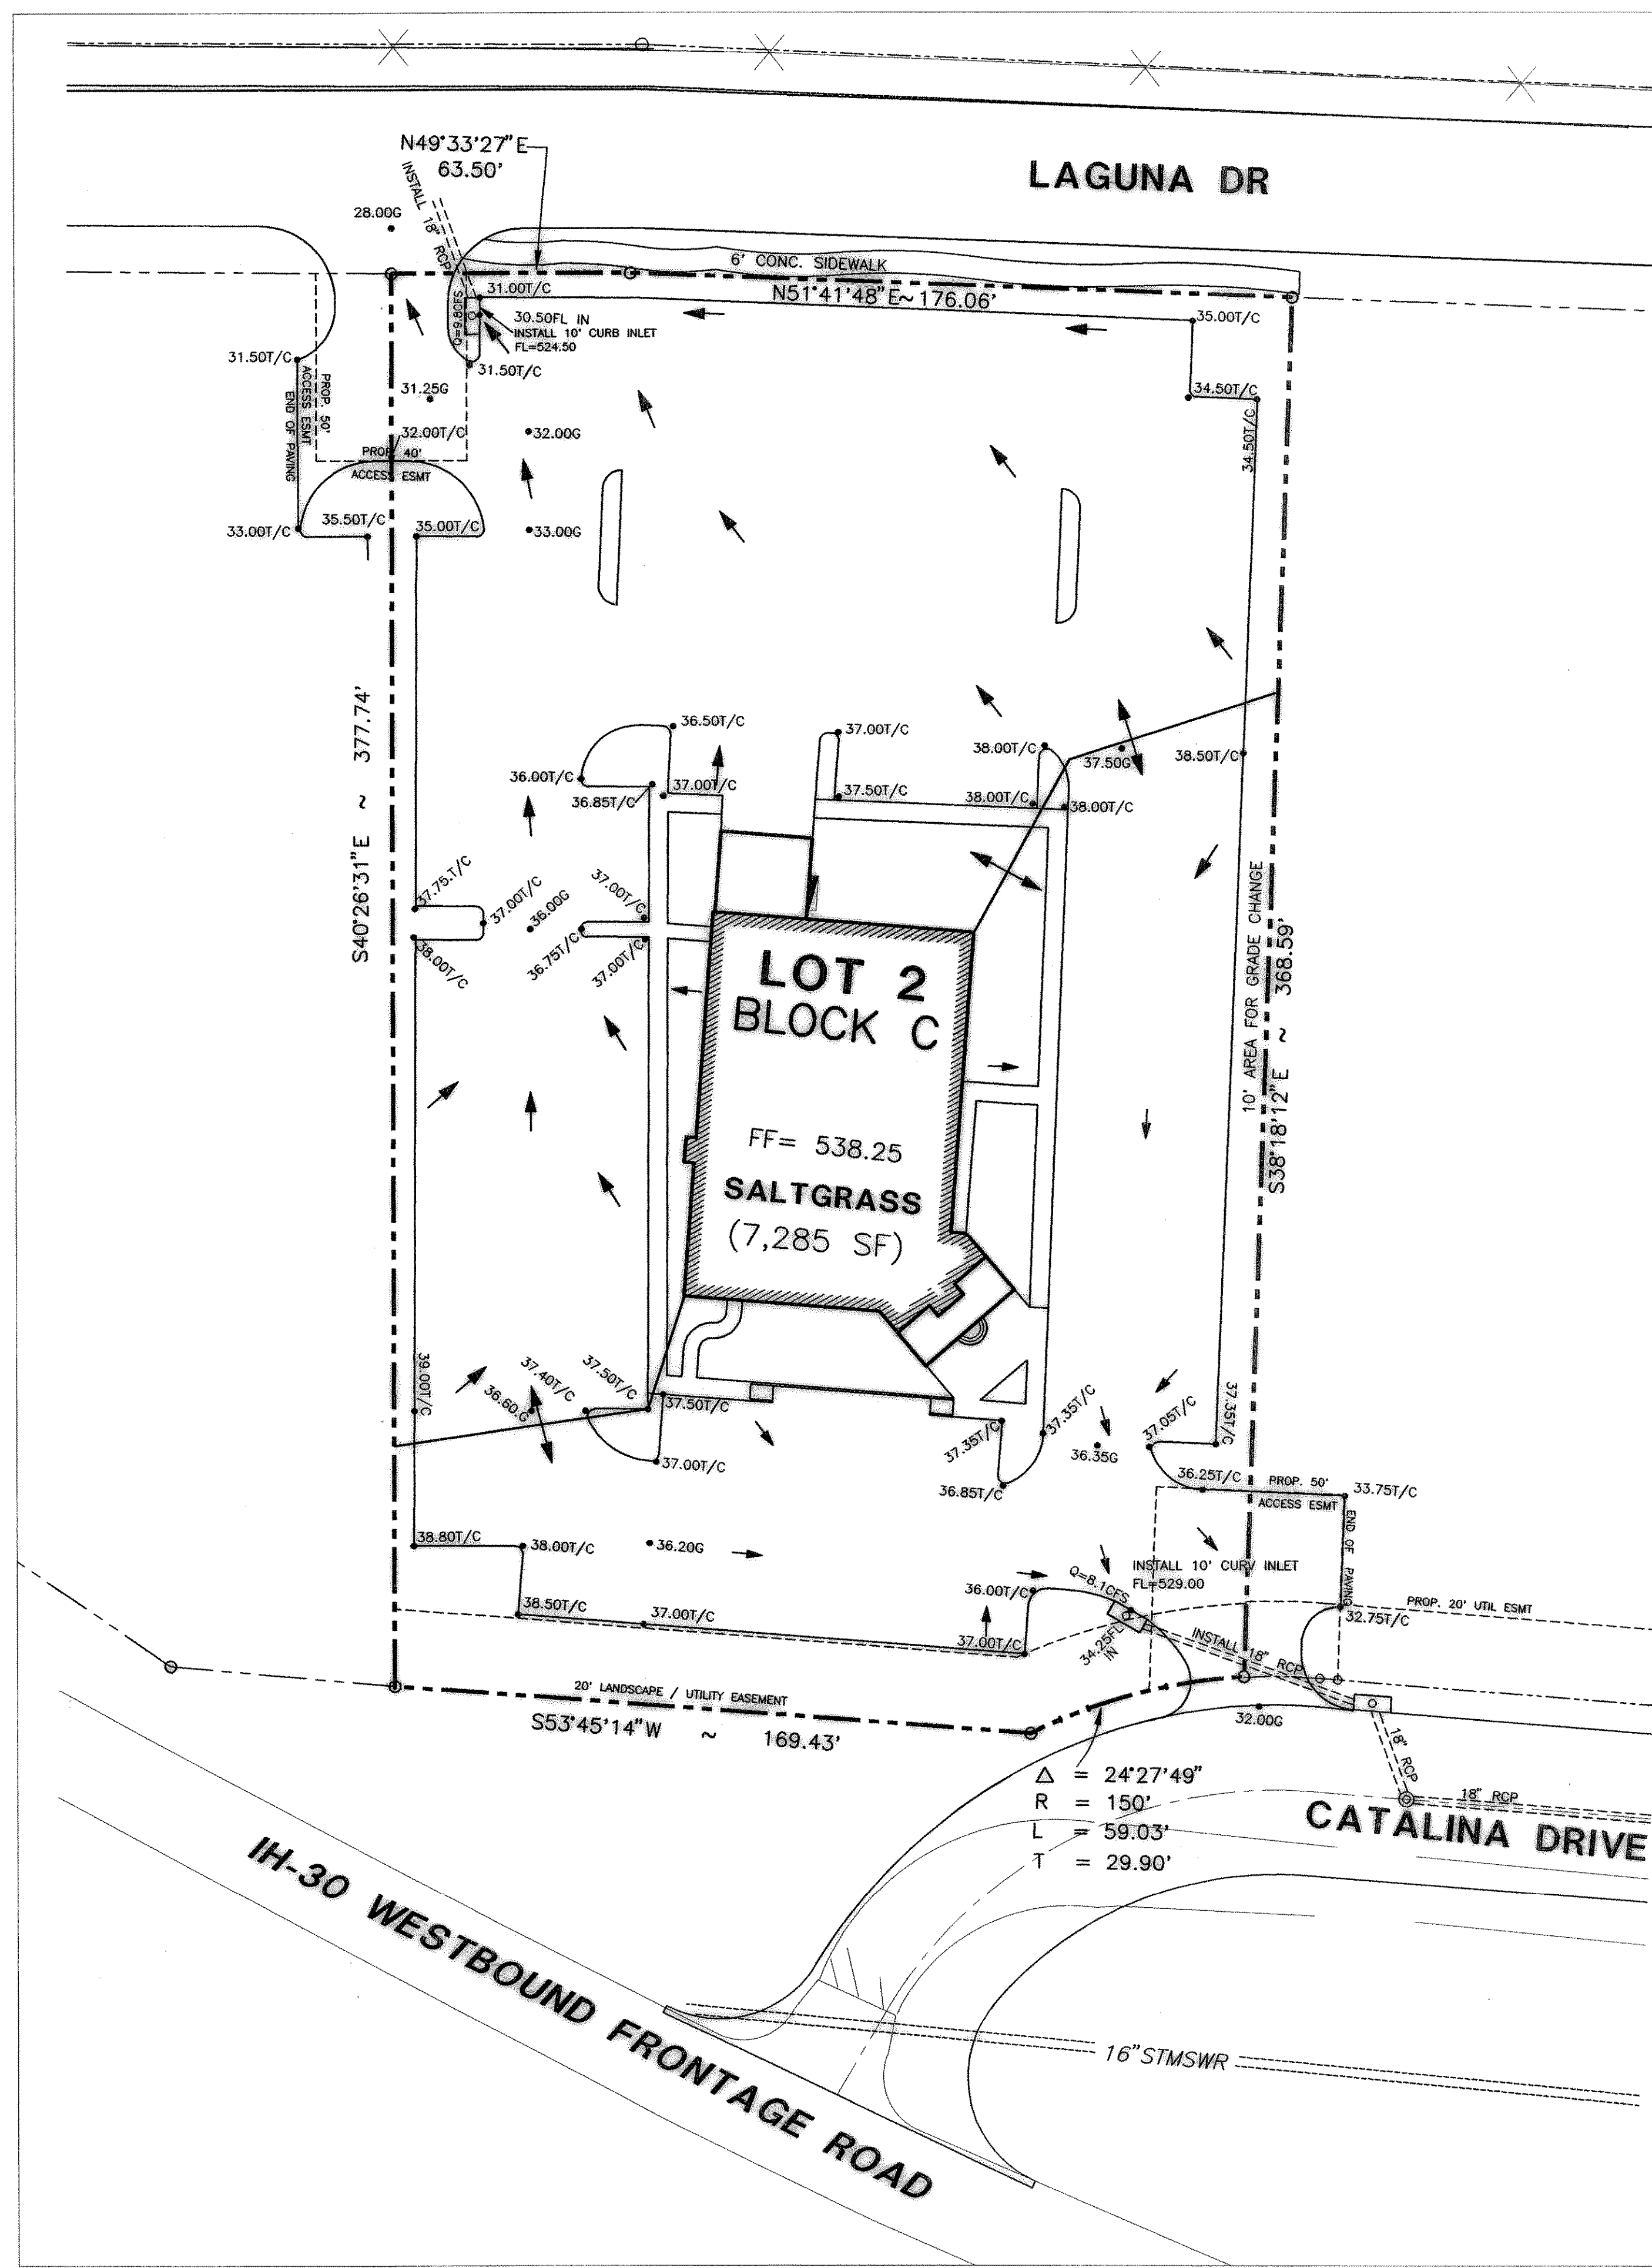 N49°33'27"E
63.50'
LAGUNA DR
INSTALL 18" RCP
28.00G
6' CONC. SIDEWALK
N51°41'48"E~176.06'
31.00T/C
30.50FL IN
INSTALL 10' CURB INLET
FL=524.50
Q=9.8CFS
35.00T/C
31.50T/C
31.50T/C
31.25G
34.50T/C
34.50T/C
PROP. 50'
ACCESS ESMT
END OF PAVING
32.00T/C
32.00G
PROP. 40'
ACCESS ESMT
33.00T/C
35.50T/C
35.00T/C
33.00G
S40°26'31"E ~ 377.74'
36.50T/C
37.00T/C
38.00T/C
37.50G
38.50T/C
36.00T/C
36.85T/C
37.00T/C
37.50T/C
38.00T/C
38.00T/C
37.75.T/C
37.00T/C
36.00G
37.00T/C
38.00T/C
36.75T/C
37.00T/C
10' AREA FOR GRADE CHANGE
S38°18'12"E ~ 368.59'
LOT 2
BLOCK C
FF= 538.25
SALTGRASS
(7,285 SF)
39.00T/C
36.60.G
37.40T/C
37.50T/C
37.50T/C
37.00T/C
37.35T/C
37.35T/C
36.35G
37.05T/C
37.35T/C
36.85T/C
36.25T/C
PROP. 50'
ACCESS ESMT
33.75T/C
END OF PAVING
38.80T/C
38.00T/C
36.20G
INSTALL 10' CURV INLET
FL=529.00
Q=8.1CFS
36.00T/C
38.50T/C
37.00T/C
37.00T/C
34.25FL
IN
PROP. 20' UTIL ESMT
32.75T/C
INSTALL 18" RCP
20' LANDSCAPE / UTILITY EASEMENT
S53°45'14"W ~ 169.43'
32.00G
18" RCP
18" RCP
Δ = 24°27'49"
R = 150'
L = 59.03'
T = 29.90'
CATALINA DRIVE
IH-30 WESTBOUND FRONTAGE ROAD
16"STMSWR